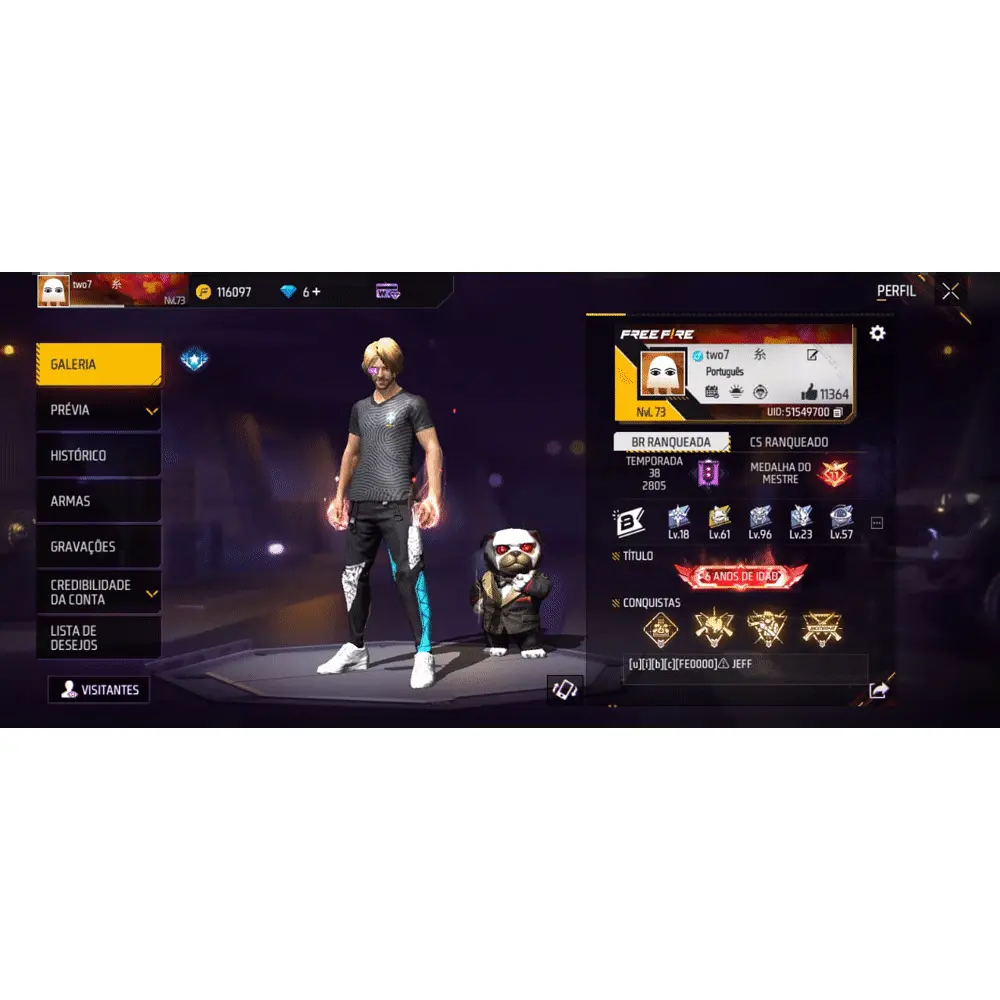 two7 糸
Nvl.73
116097
6+
PERFIL
GALERIA
PRÉVIA
HISTÓRICO
ARMAS
GRAVAÇÕES
CREDIBILIDADE
DA CONTA
LISTA DE
DESEJOS
VISITANTES
FREE FIRE
two7 糸
Português
11364
Nvl. 73
UID:51549700
BR RANQUEADA
CS RANQUEADO
TEMPORADA
38
2805
MEDALHA DO
MESTRE
B
Lv.18 Lv.61 Lv.96 Lv.23 Lv.57
TÍTULO
6 ANOS DE IDAD
CONQUISTAS
[u][i][b][c][FE0000]⚠ JEFF